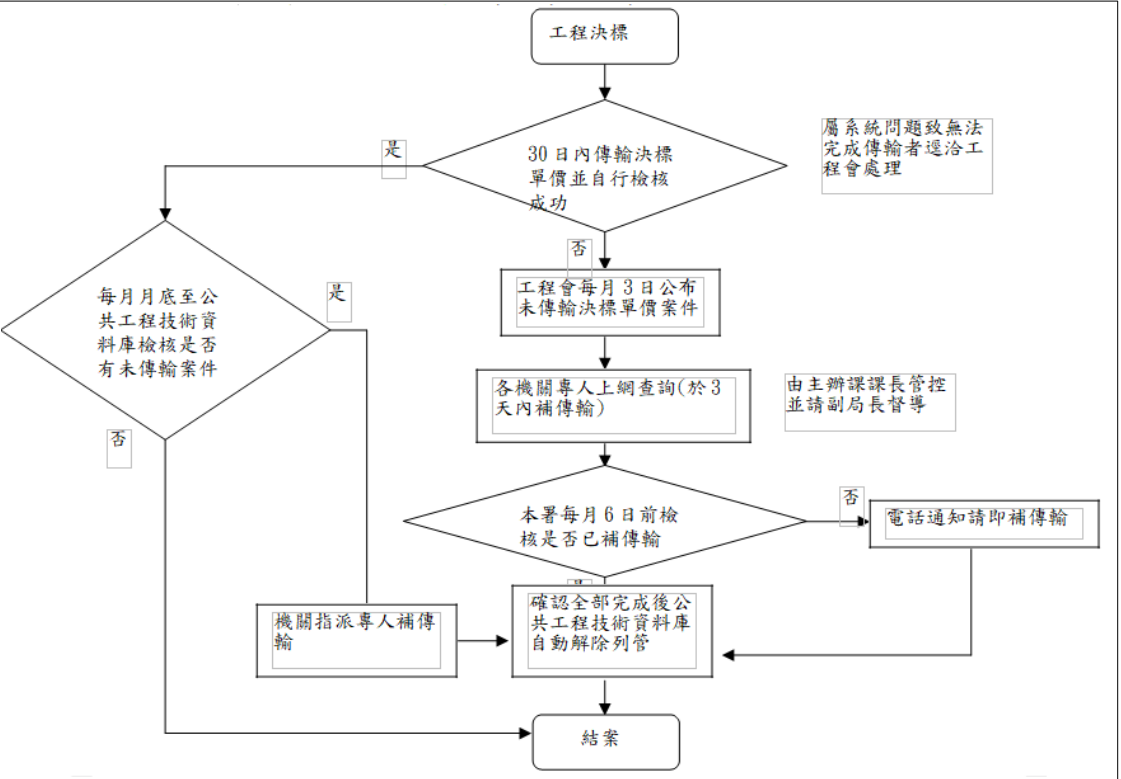 工程決標
30日內傳輸決標
單價並自行檢核
成功
屬系統問題致無法
完成傳輸者逕洽工
程會處理
是
否
工程會每月3日公布
未傳輸決標單價案件
每月月底至公
共工程技術資
料庫檢核是否
有未傳輸案件
是
否
各機關專人上網查詢(於3
天內補傳輸)
由主辦課課長管控
並請副局長督導
本署每月6日前檢
核是否已補傳輸
否
電話通知請即補傳輸
機關指派專人補傳
輸
確認全部完成後公
共工程技術資料庫
自動解除列管
結案